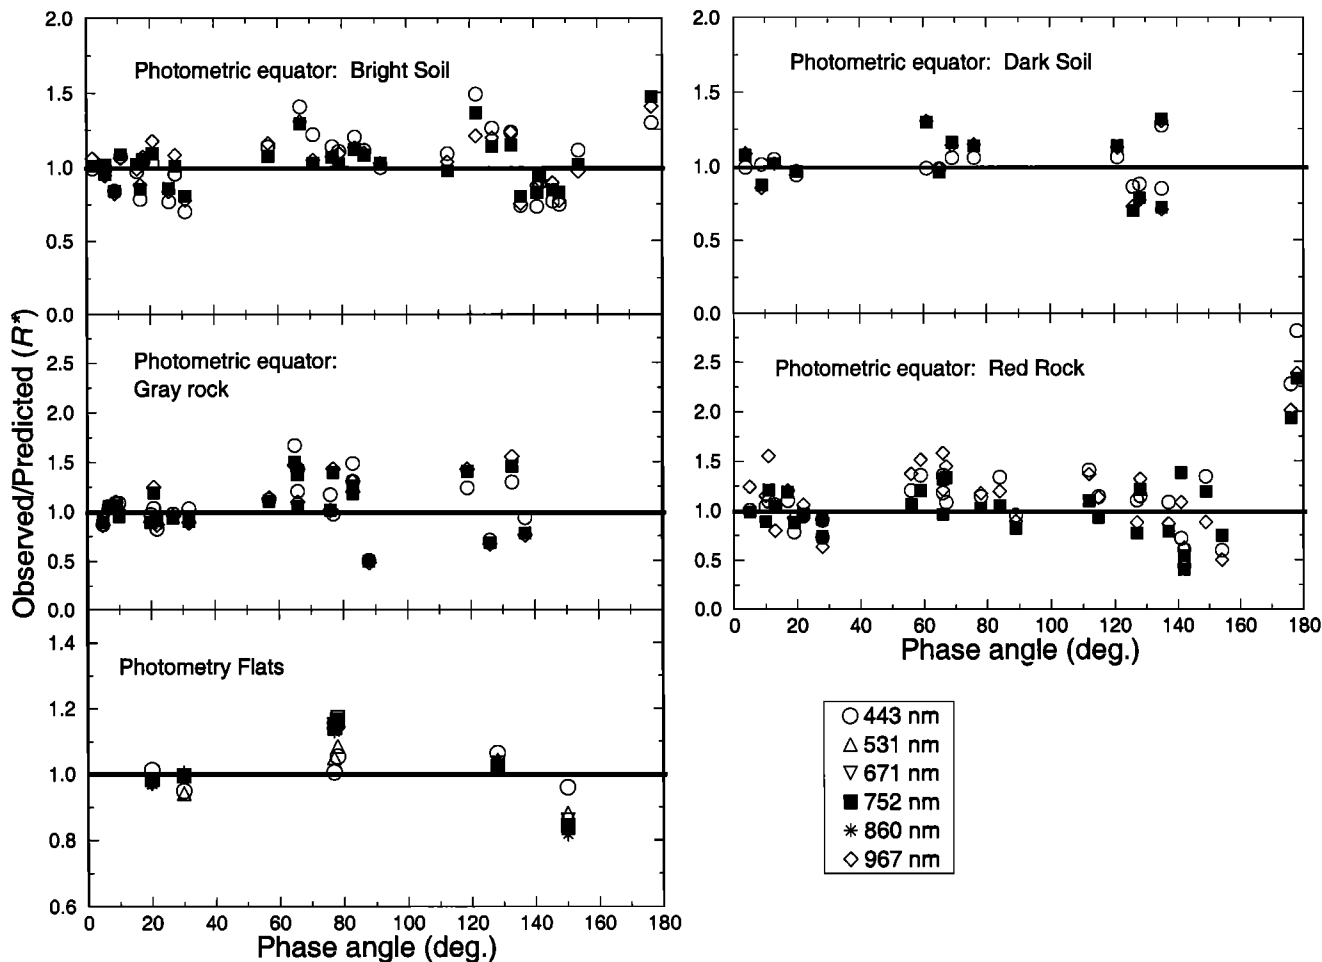 Observed/Predicted (R*)
2.0
1.5
1.0
0.5
0.0
Photometric equator: Bright Soil
2.0
1.5
1.0
0.5
0.0
Photometric equator: Dark Soil
2.5
2.0
1.5
1.0
0.5
0.0
Photometric equator:
Gray rock
2.5
2.0
1.5
1.0
0.5
0.0
Photometric equator: Red Rock
0 20 40 60 80 100 120 140 160 180
Phase angle (deg.)
1.4
1.2
1.0
0.8
0.6
Photometry Flats
0 20 40 60 80 100 120 140 160 180
Phase angle (deg.)
443 nm
531 nm
671 nm
752 nm
860 nm
967 nm